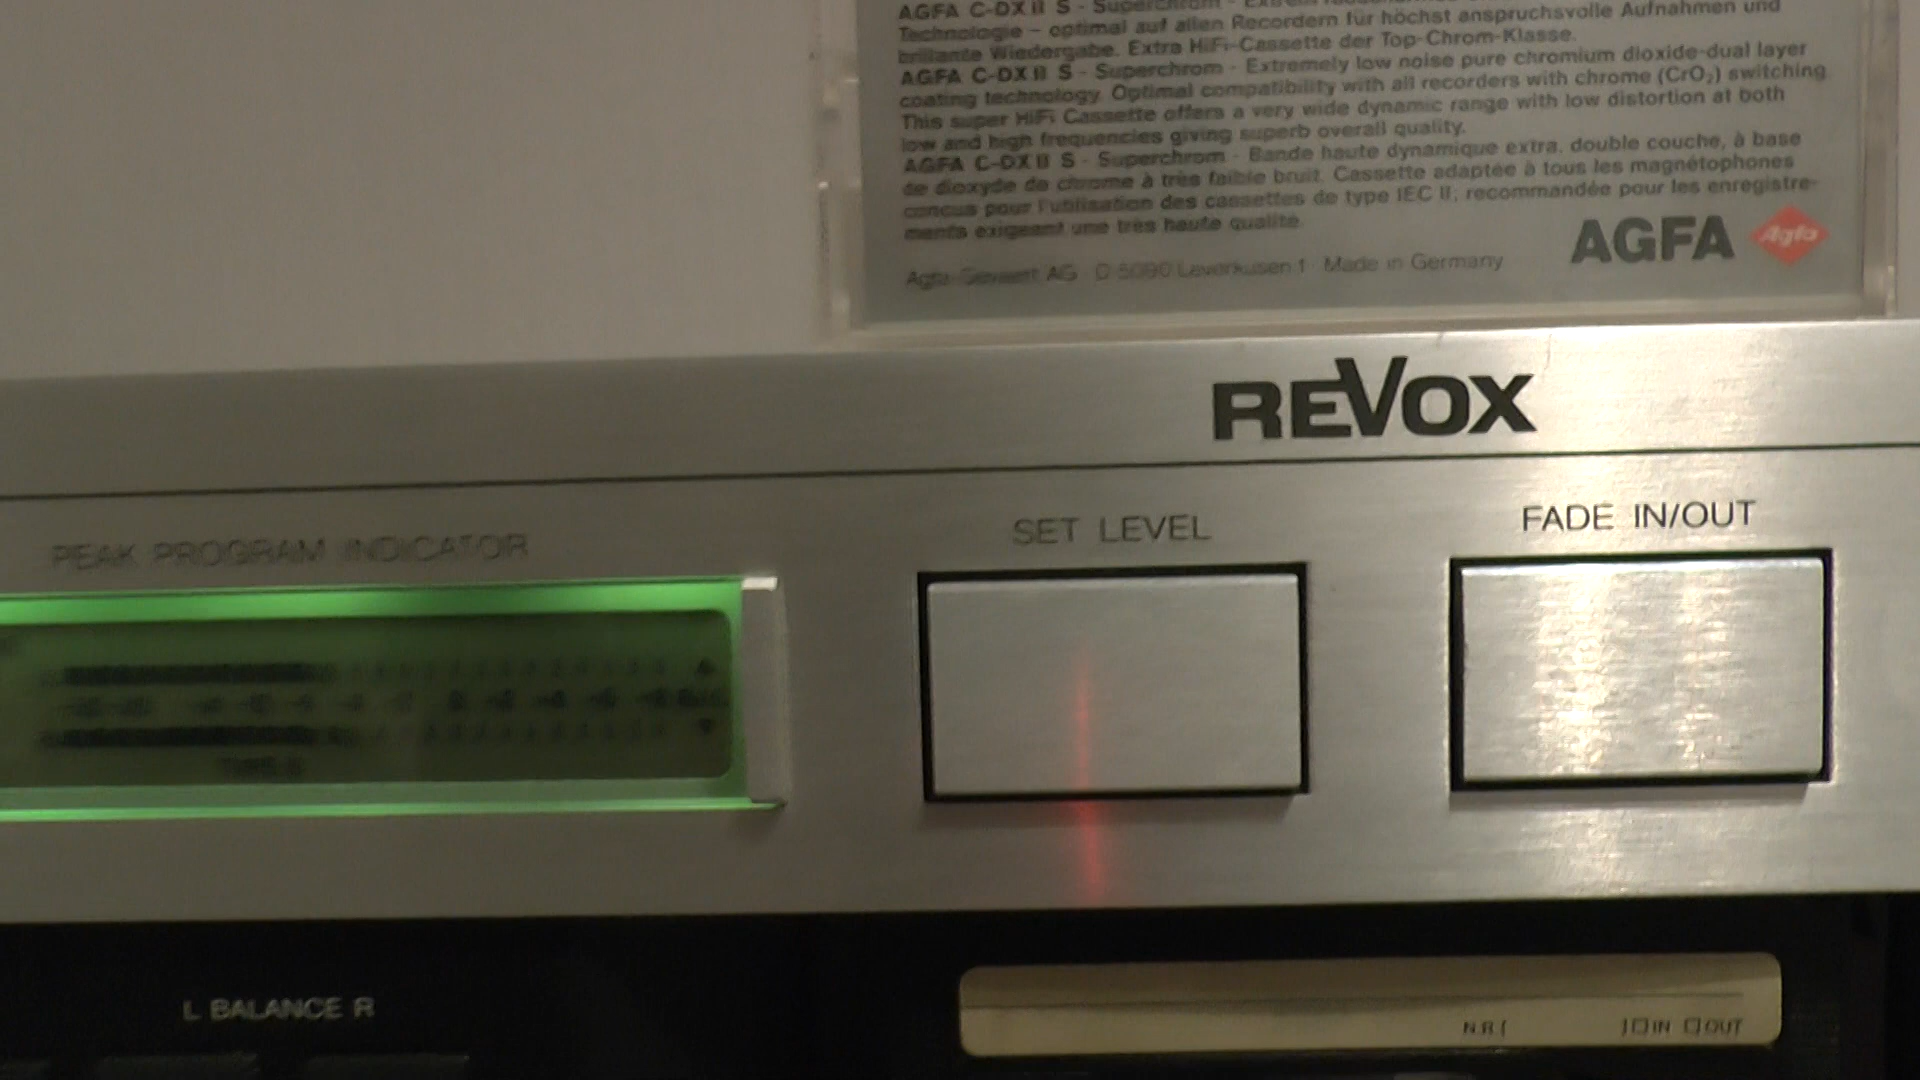 AGFA C-DX II S - Superchrom -
Technologie – optimal auf allen Recordern für höchst anspruchsvolle Aufnahmen und
brillante Wiedergabe. Extra HiFi-Cassette der Top-Chrom-Klasse.
AGFA C-DX II S - Superchrom - Extremely low noise pure chromium dioxide-dual layer
coating technology. Optimal compatibility with all recorders with chrome (CrO₂) switching.
This super HiFi Cassette offers a very wide dynamic range with low distortion at both
low and high frequencies giving superb overall quality.
AGFA C-DX II S - Superchrom - Bande haute dynamique extra, double couche, à base
de dioxyde de chrome à très faible bruit. Cassette adaptée à tous les magnétophones
concus pour l'utilisation des cassettes de type IEC II; recommandée pour les enregistre-
ments exigeant une très haute qualité.
Agfa-Gevaert AG · D 5090 Leverkusen 1 · Made in Germany
AGFA Agfa
REVOX
PEAK PROGRAM INDICATOR
SET LEVEL
FADE IN/OUT
L BALANCE R
N.R. IN OUT